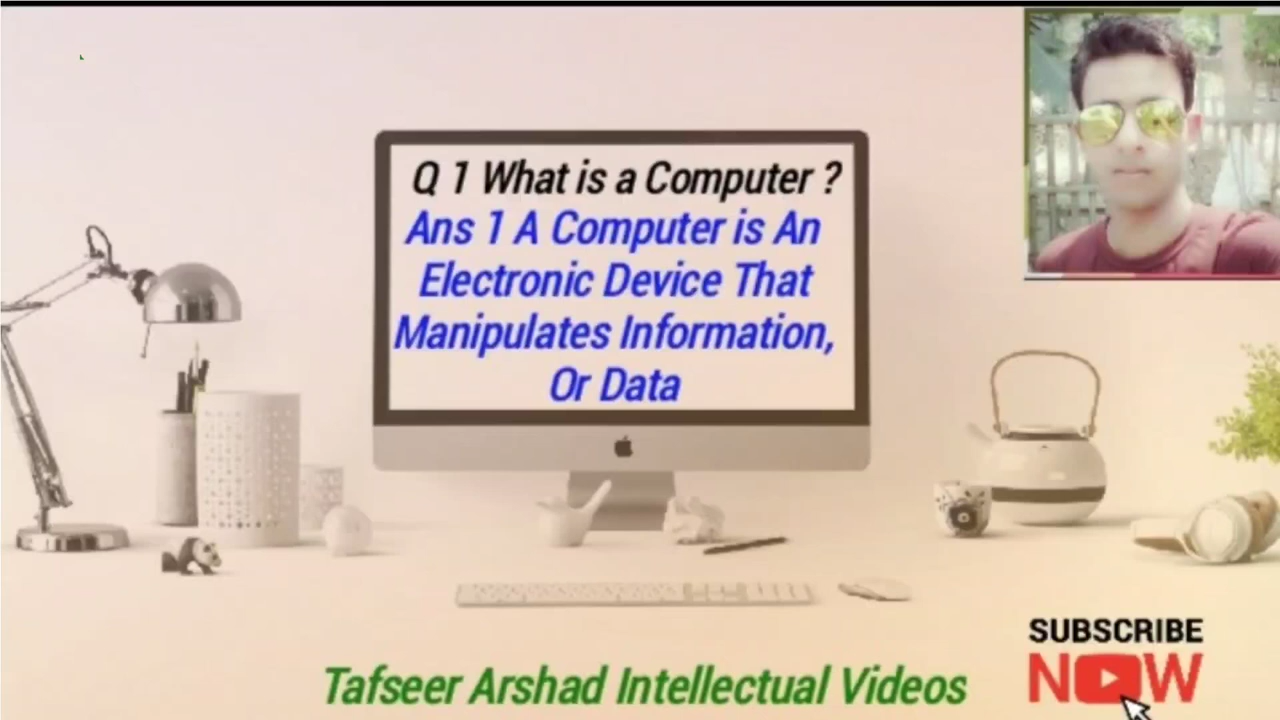 Q 1 What is a Computer ?
Ans 1 A Computer is An
Electronic Device That
Manipulates Information,
Or Data
SUBSCRIBE
NOW
Tafseer Arshad Intellectual Videos